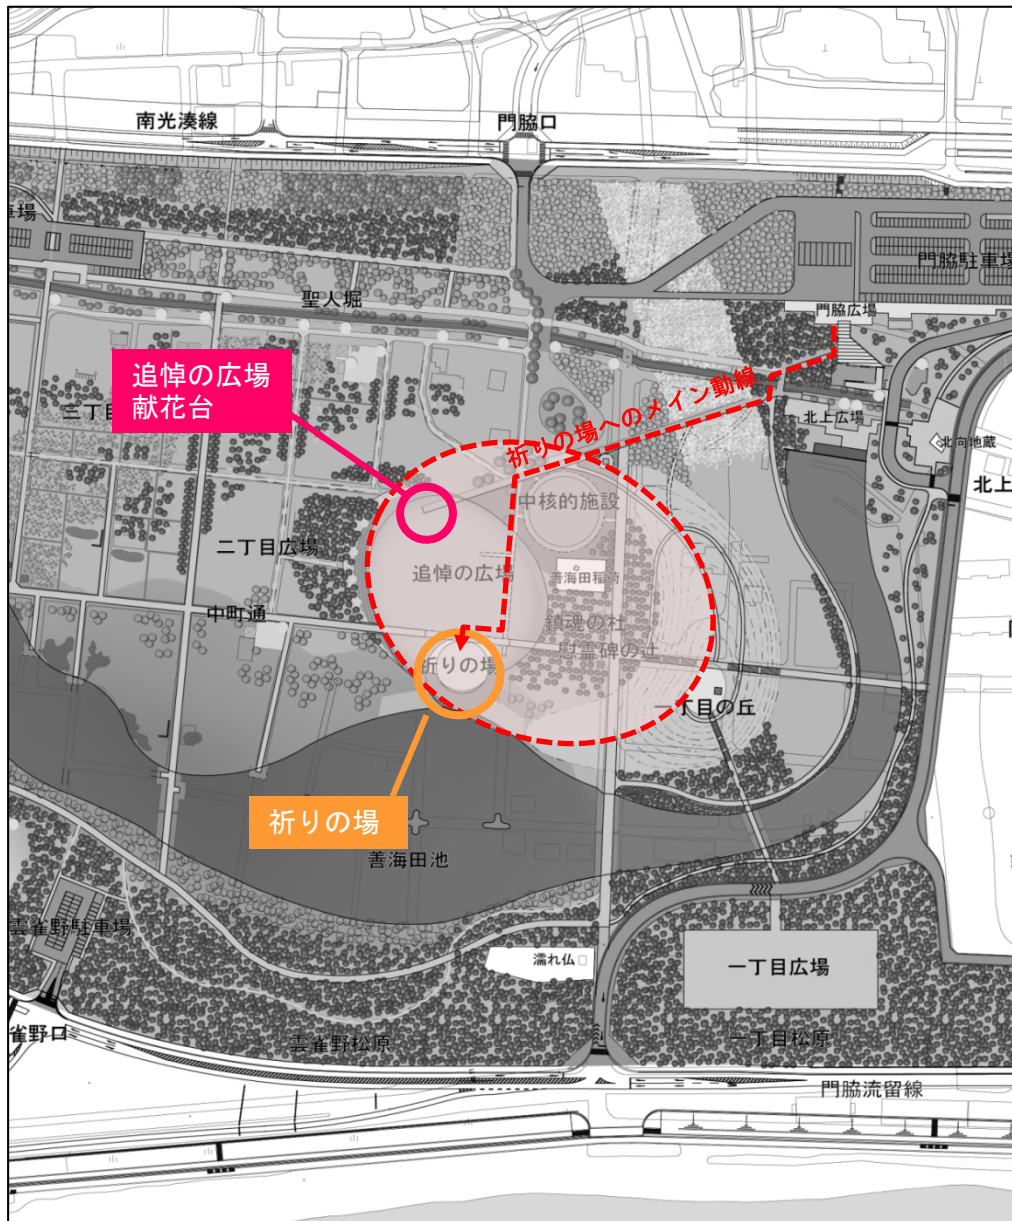 南光湊線
門脇口
車場
門脇駐車場
聖人堀
門脇広場
追悼の広場
献花台
三丁目
祈りの場へのメイン動線
北上広場
北向地蔵
北上
中核的施設
二丁目広場
追悼の広場
善海田稲荷
中町通
鎮魂の杜
慰霊碑の辻
祈りの場
一丁目の丘
祈りの場
善海田池
雲雀野駐車場
濡れ仏
一丁目広場
雀野口
雲雀野松原
一丁目松原
門脇流留線